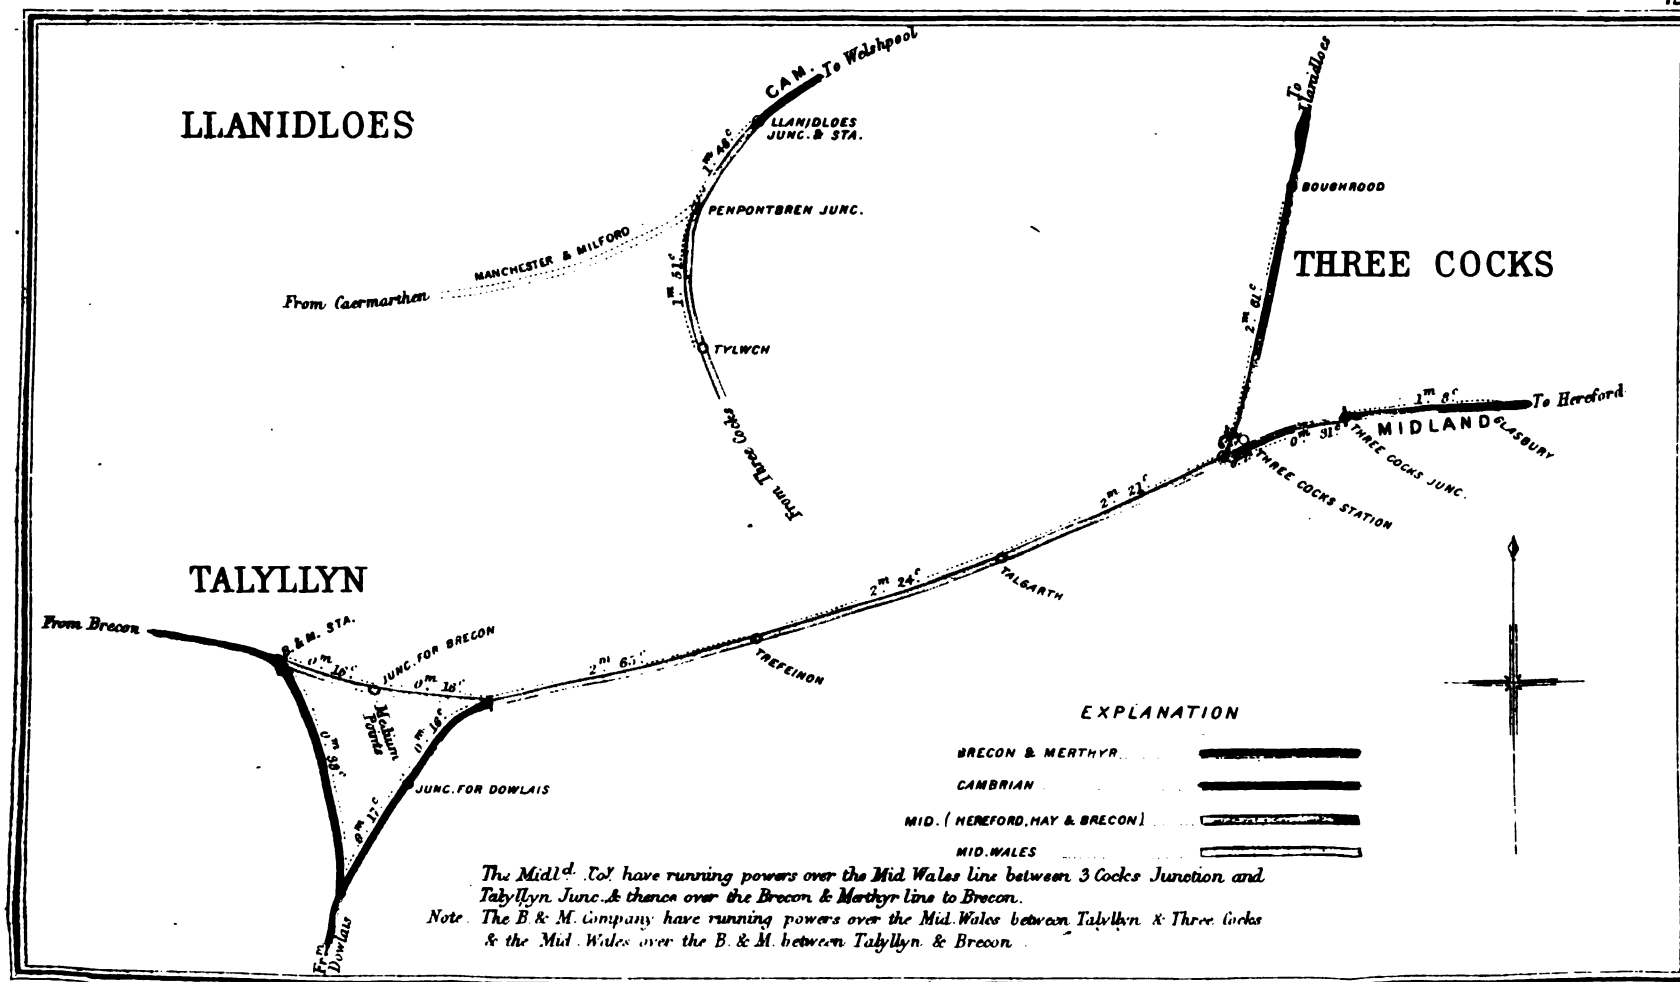 LLANIDLOES
CAM.
To Welshpool
LLANIDLOES
JUNC. & STA.
1m 48c
PENPONTBREN JUNC.
MANCHESTER & MILFORD
From Caermarthen
1m 51c
TYLWCH
From Three Cocks
To
Llanidloes
BOUGHROOD
THREE COCKS
2m 61c
1m 8c
To Hereford
MIDLAND
GLASBURY
0m 31c
THREE COCKS JUNC.
THREE COCKS STATION
2m 21c
TALGARTH
2m 24c
TREFEINON
2m 65c
TALYLLYN
From Brecon
B. & M. STA.
0m 16c
JUNC. FOR BRECON
0m 16c
Medium
Points
0m 16c
0m 38c
JUNC. FOR DOWLAIS
0m 17c
Frm
Dowlais
EXPLANATION
BRECON & MERTHYR
CAMBRIAN
MID. (HEREFORD, HAY & BRECON)
MID. WALES
The Midld. Coy. have running powers over the Mid Wales line between 3 Cocks Junction and
Talyllyn Junc. & thence over the Brecon & Merthyr line to Brecon.
Note. The B. & M. Company have running powers over the Mid. Wales between Talyllyn & Three Cocks
& the Mid. Wales over the B. & M. between Talyllyn & Brecon